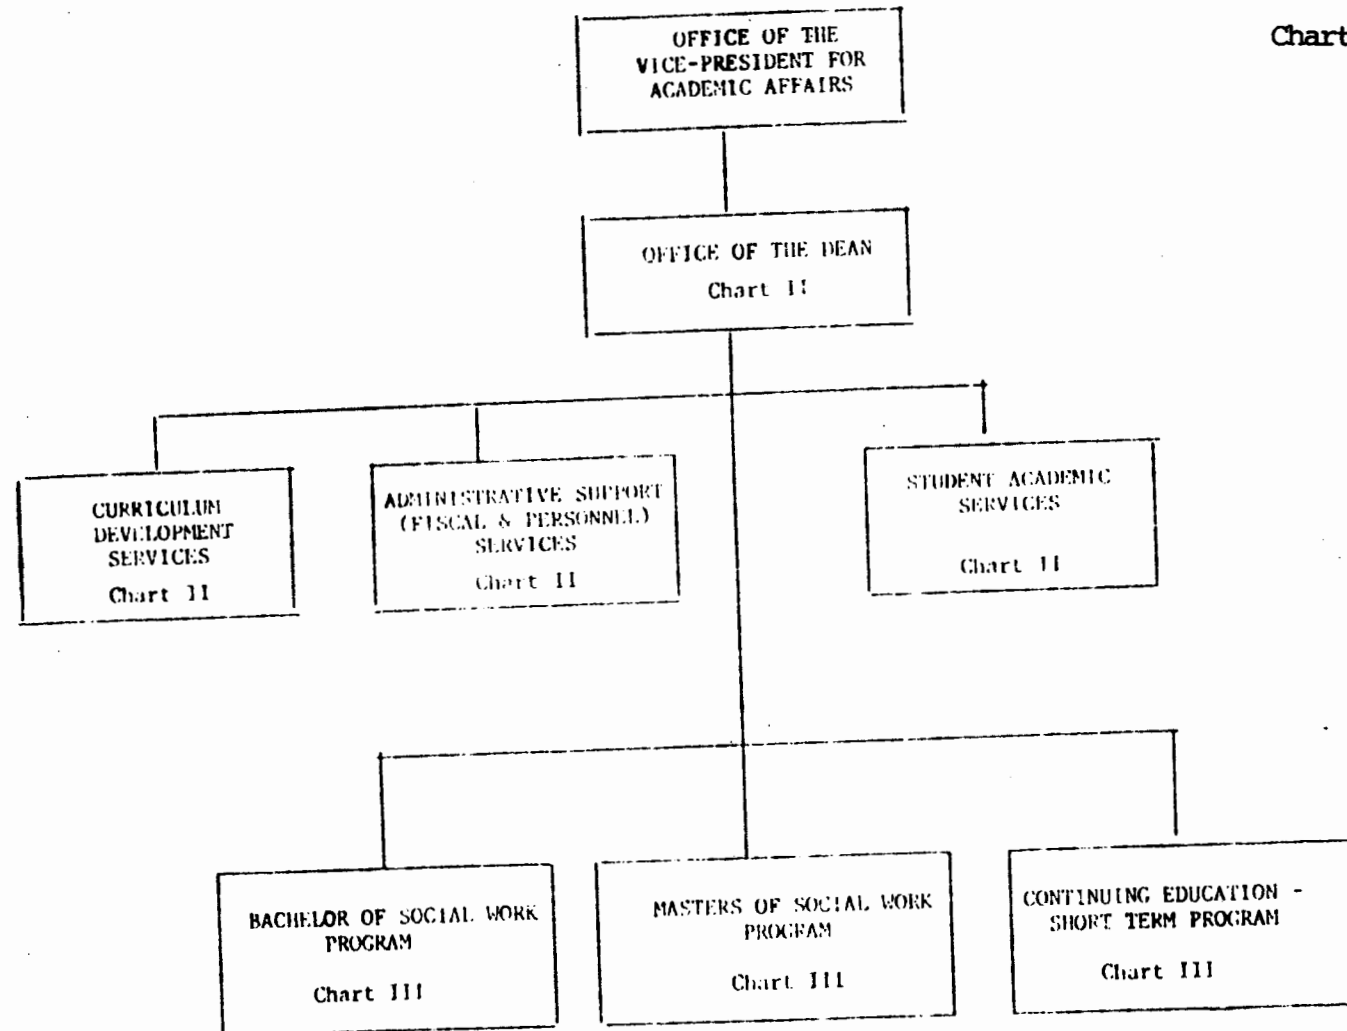 Chart
OFFICE OF THE
VICE-PRESIDENT FOR
ACADEMIC AFFAIRS
OFFICE OF THE DEAN
Chart II
CURRICULUM
DEVELOPMENT
SERVICES
Chart II
ADMINISTRATIVE SUPPORT
(FISCAL & PERSONNEL)
SERVICES
Chart II
STUDENT ACADEMIC
SERVICES
Chart II
BACHELOR OF SOCIAL WORK
PROGRAM
Chart III
MASTERS OF SOCIAL WORK
PROGRAM
Chart III
CONTINUING EDUCATION -
SHORT TERM PROGRAM
Chart III